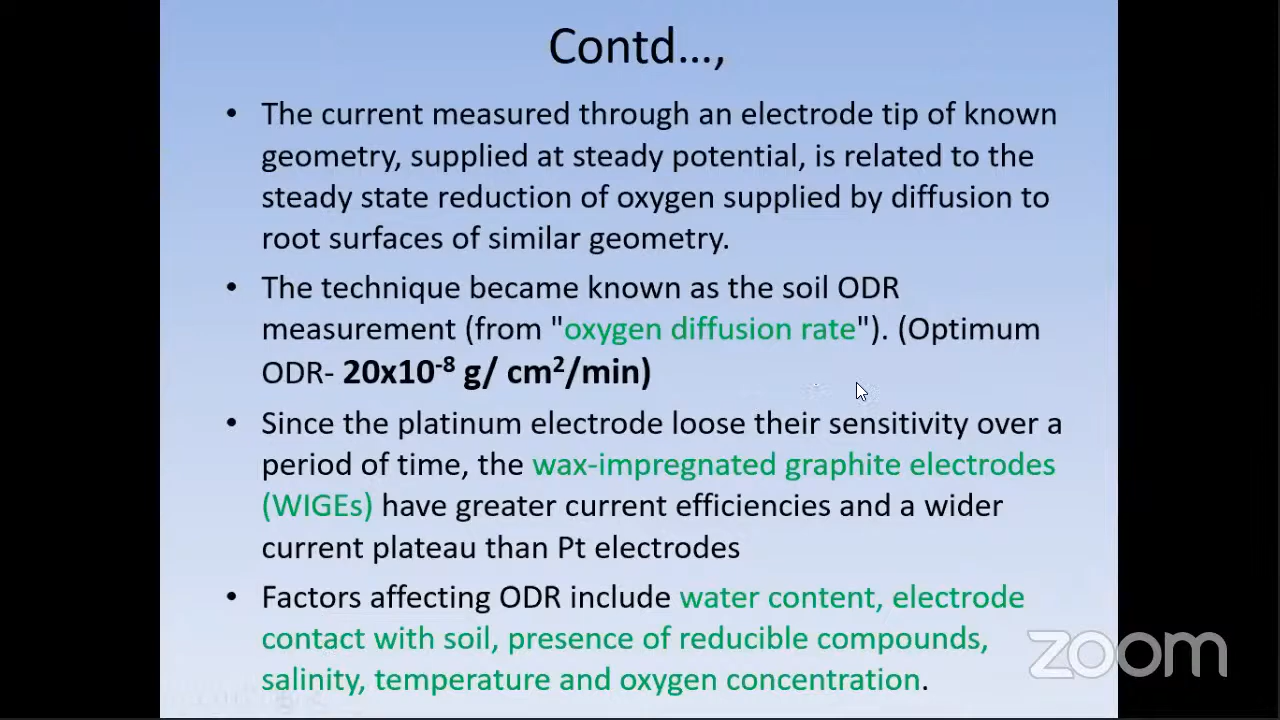 Contd...,
• The current measured through an electrode tip of known
geometry, supplied at steady potential, is related to the
steady state reduction of oxygen supplied by diffusion to
root surfaces of similar geometry.
• The technique became known as the soil ODR
measurement (from "oxygen diffusion rate"). (Optimum
ODR- 20x10⁻⁸ g/ cm²/min)
• Since the platinum electrode loose their sensitivity over a
period of time, the wax-impregnated graphite electrodes
(WIGEs) have greater current efficiencies and a wider
current plateau than Pt electrodes
• Factors affecting ODR include water content, electrode
contact with soil, presence of reducible compounds,
salinity, temperature and oxygen concentration.
zoom